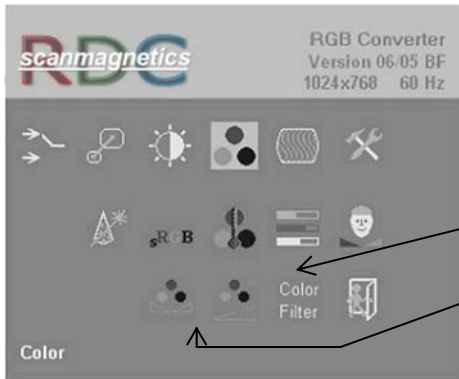 RDC
scanmagnetics
RGB Converter
Version 06/05 BF
1024x768 60 Hz
sRGB
Color
Filter
Color